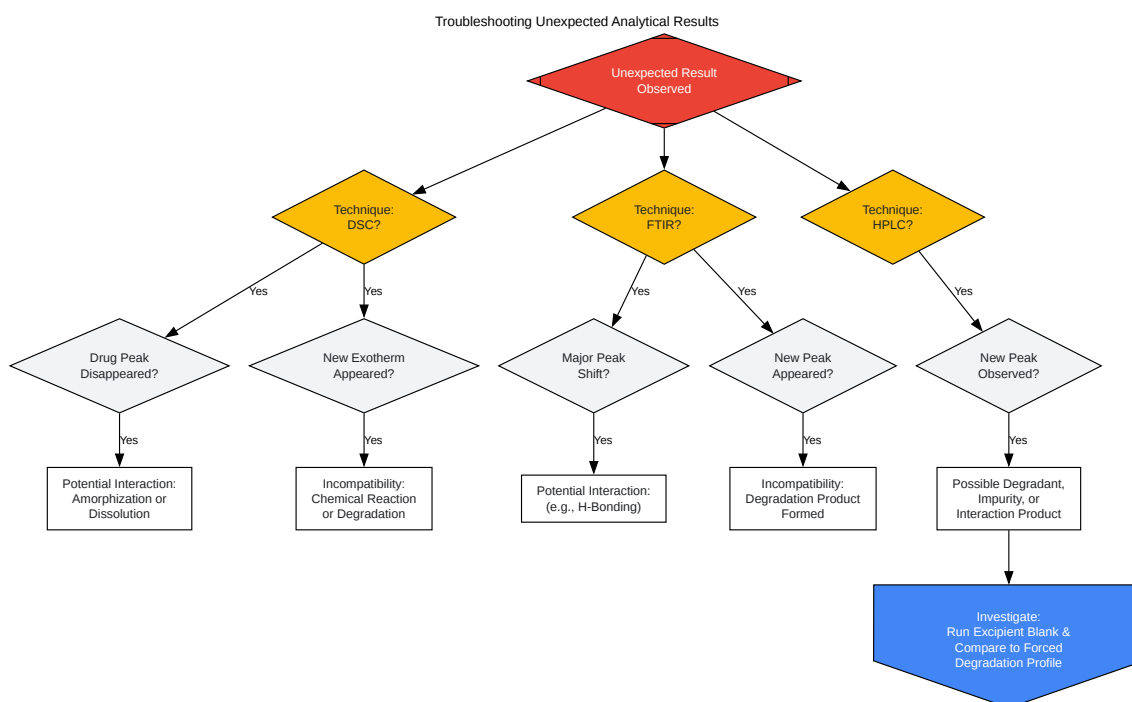 Troubleshooting Unexpected Analytical Results
Unexpected Result
Observed
Technique:
DSC?
Technique:
FTIR?
Technique:
HPLC?
Yes
Yes
Yes
Yes
Yes
Drug Peak
Disappeared?
New Exotherm
Appeared?
Major Peak
Shift?
New Peak
Appeared?
New Peak
Observed?
Yes
Yes
Yes
Yes
Yes
Potential Interaction:
Amorphization or
Dissolution
Incompatibility:
Chemical Reaction
or Degradation
Potential Interaction:
(e.g., H-Bonding)
Incompatibility:
Degradation Product
Formed
Possible Degradant,
Impurity, or
Interaction Product
Investigate:
Run Excipient Blank &
Compare to Forced
Degradation Profile